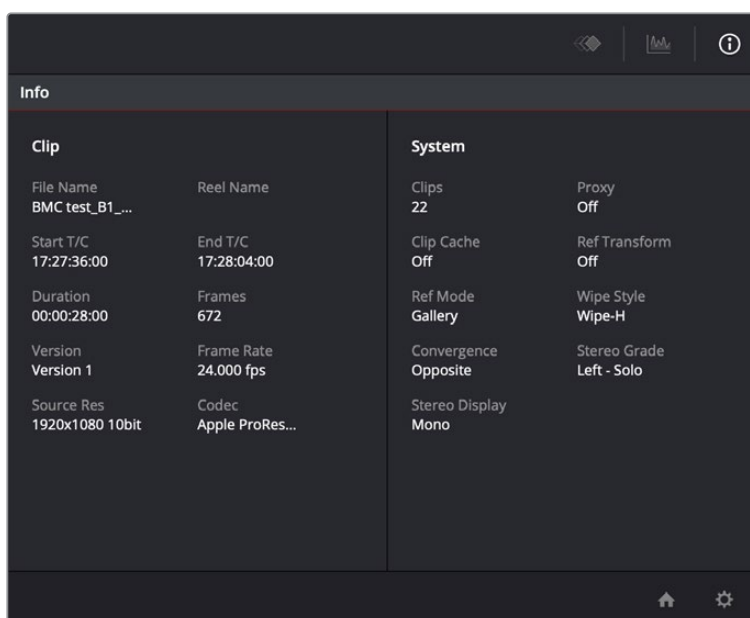 Info
Clip
File Name
BMC test_B1_...
Reel Name
Start T/C
17:27:36:00
End T/C
17:28:04:00
Duration
00:00:28:00
Frames
672
Version
Version 1
Frame Rate
24.000 fps
Source Res
1920x1080 10bit
Codec
Apple ProRes...
System
Clips
22
Proxy
Off
Clip Cache
Off
Ref Transform
Off
Ref Mode
Gallery
Wipe Style
Wipe-H
Convergence
Opposite
Stereo Grade
Left - Solo
Stereo Display
Mono